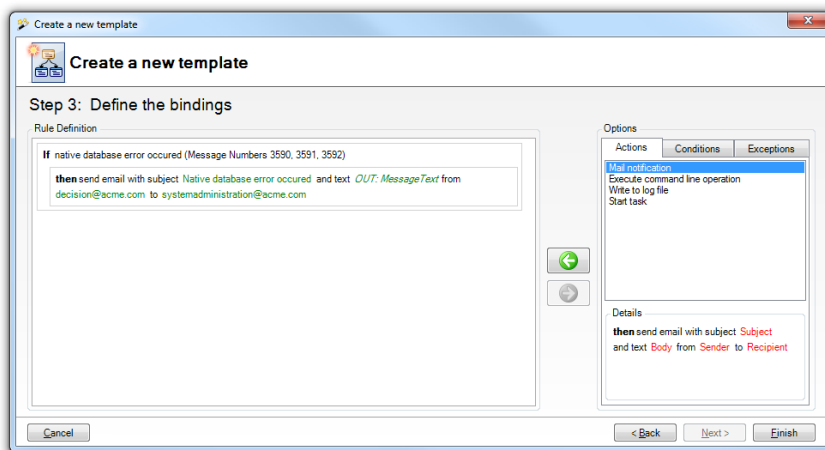 Create a new template
Create a new template
Step 3: Define the bindings
Rule Definition
If native database error occured (Message Numbers 3590, 3591, 3592)
then send email with subject Native database error occured and text OUT: MessageText from
decision@acme.com to systemadministration@acme.com
Options
Actions Conditions Exceptions
Mail notification
Execute command line operation
Write to log file
Start task
Details
then send email with subject Subject
and text Body from Sender to Recipient
Cancel
< Back Next > Finish